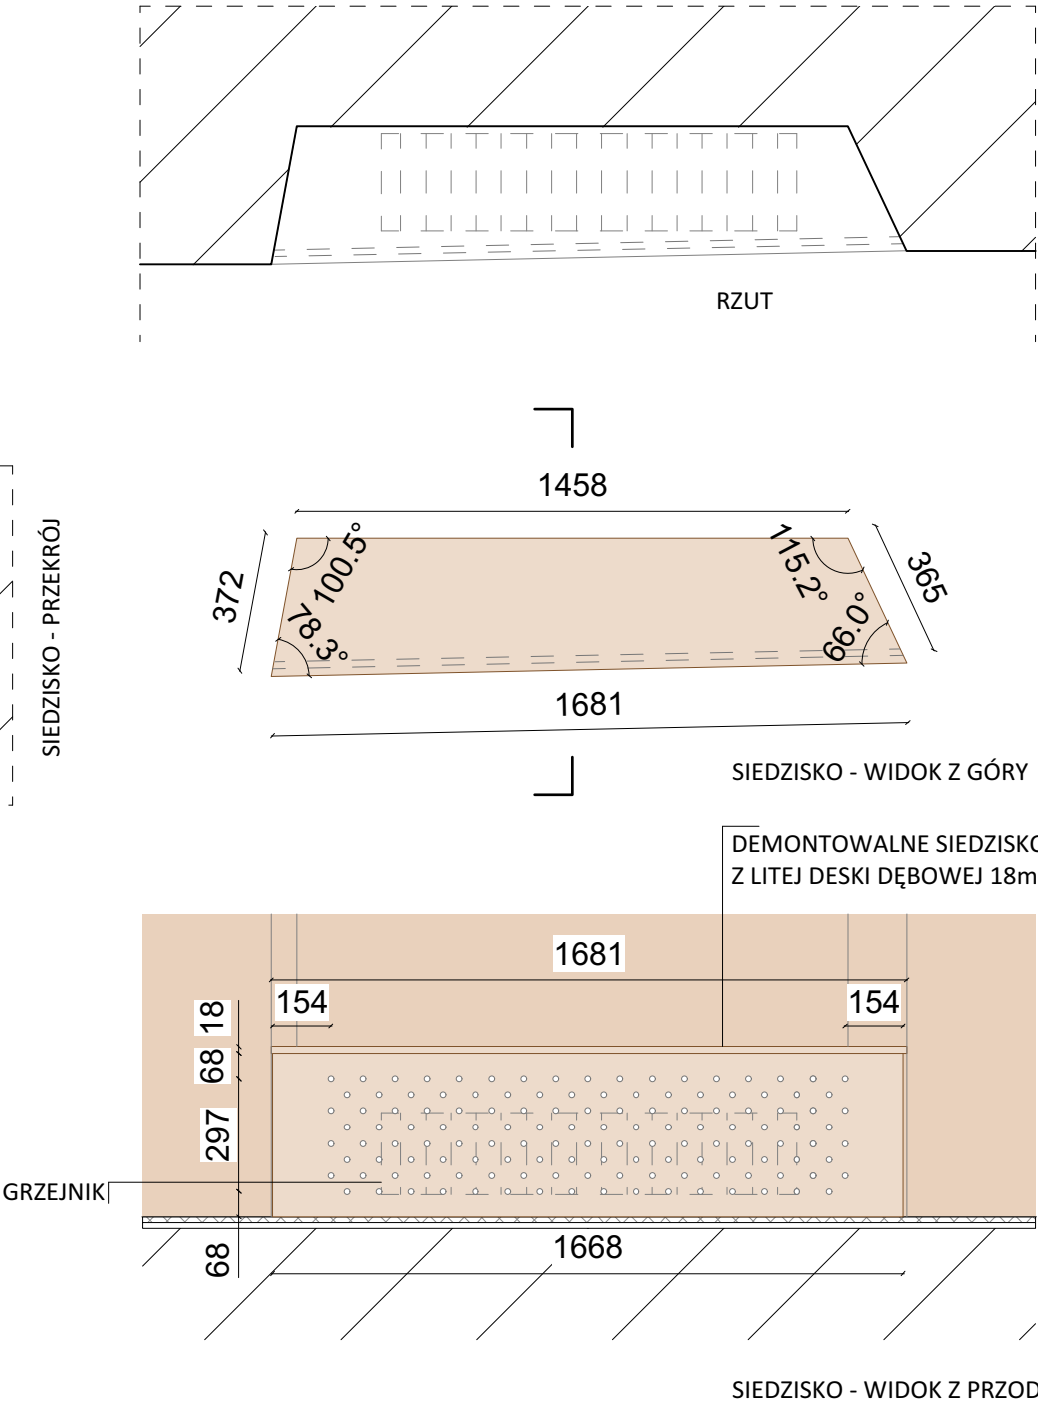 RZUT
1458
100.5°
115.2°
372
365
78.3°
66.0°
SIEDZISKO - PRZEKRÓJ
1681
SIEDZISKO - WIDOK Z GÓRY
DEMONTOWALNE SIEDZISKO
Z LITEJ DESKI DĘBOWEJ 18m
1681
154
154
18
68
297
GRZEJNIK
68
1668
SIEDZISKO - WIDOK Z PRZOD